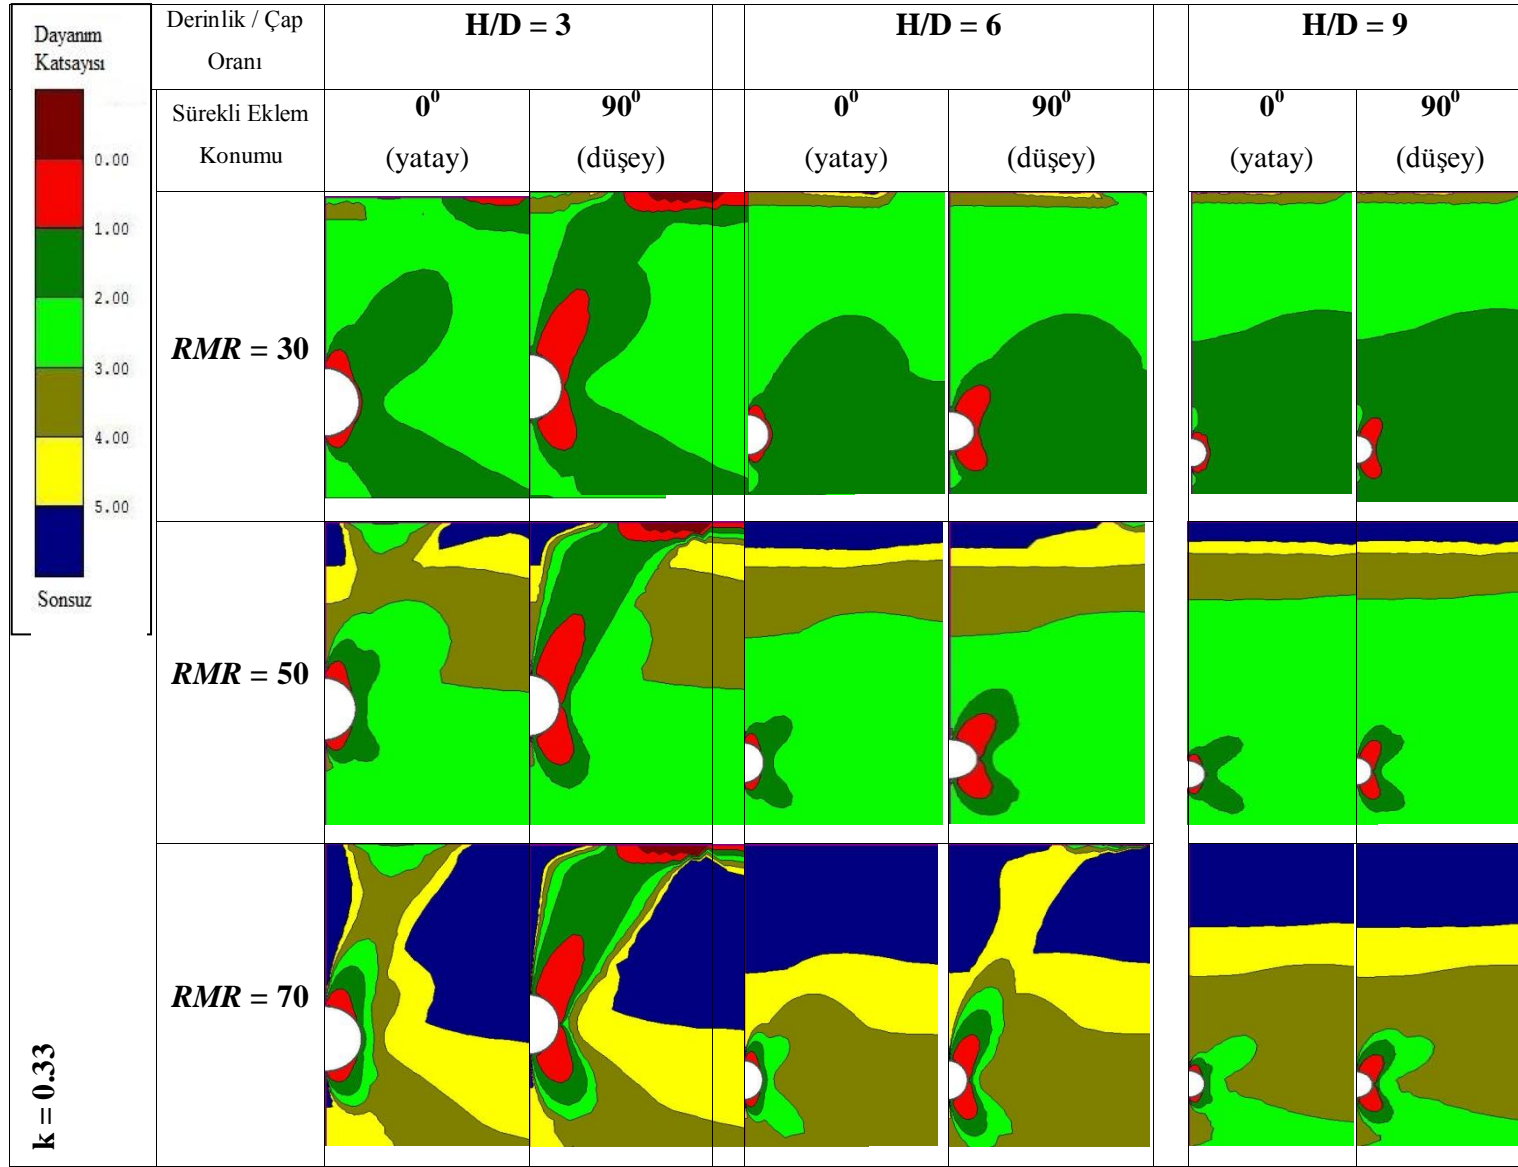 Dayanım
Katsayısı
0.00
1.00
2.00
3.00
4.00
5.00
Sonsuz
k = 0.33
Derinlik / Çap
Oranı
H/D = 3
H/D = 6
H/D = 9
Sürekli Eklem
Konumu
0⁰
(yatay)
90⁰
(düşey)
0⁰
(yatay)
90⁰
(düşey)
0⁰
(yatay)
90⁰
(düşey)
RMR = 30
RMR = 50
RMR = 70